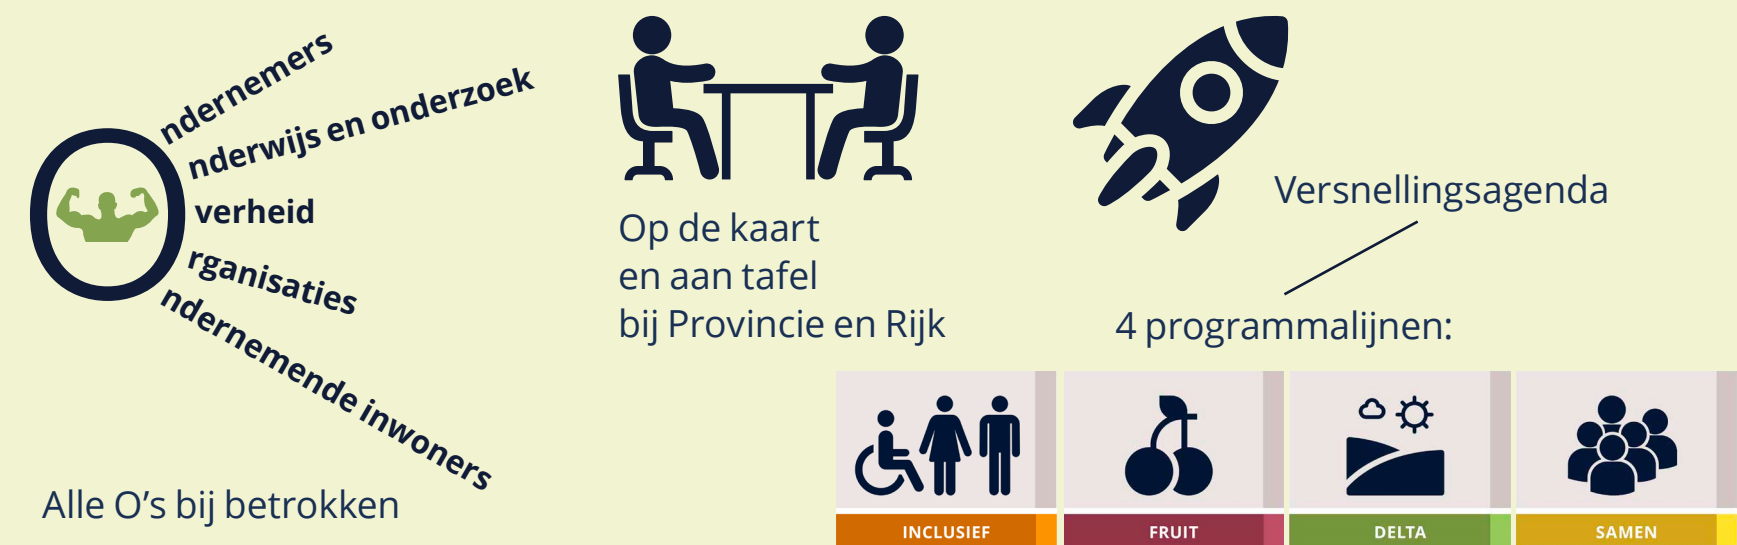 O
ndernemers
nderwijs en onderzoek
verheid
rganisaties
ndernemende inwoners
Alle O's bij betrokken
Op de kaart
en aan tafel
bij Provincie en Rijk
Versnellingsagenda
4 programmalijnen:
INCLUSIEF
FRUIT
DELTA
SAMEN